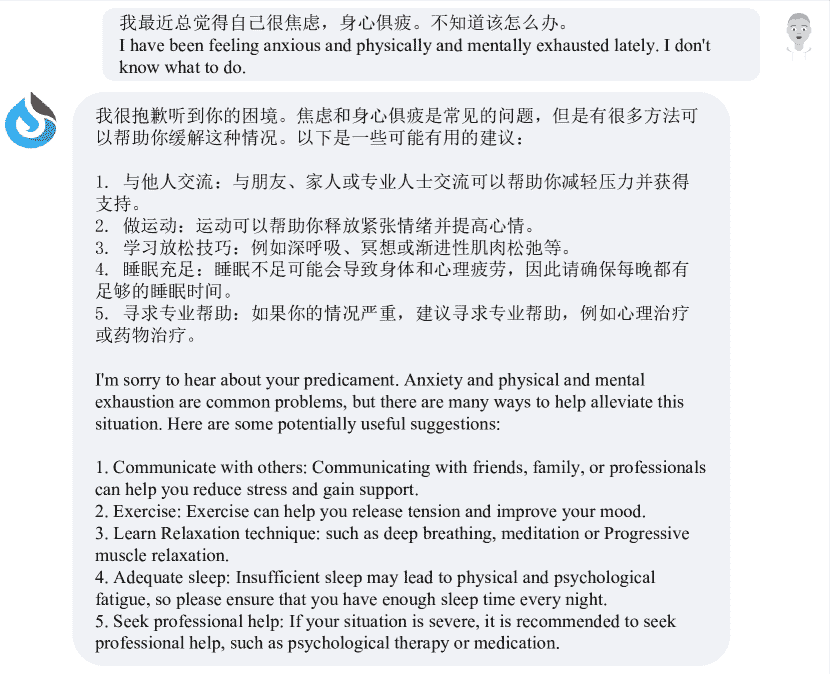 我最近总觉得自己很焦虑，身心俱疲。不知道该怎么办。
I have been feeling anxious and physically and mentally exhausted lately. I don't
know what to do.
我很抱歉听到你的困境。焦虑和身心俱疲是常见的问题，但是有很多方法可
以帮助你缓解这种情况。以下是一些可能有用的建议：
1. 与他人交流：与朋友、家人或专业人士交流可以帮助你减轻压力并获得
支持。
2. 做运动：运动可以帮助你释放紧张情绪并提高心情。
3. 学习放松技巧：例如深呼吸、冥想或渐进性肌肉松弛等。
4. 睡眠充足：睡眠不足可能会导致身体和心理疲劳，因此请确保每晚都有
足够的睡眠时间。
5. 寻求专业帮助：如果你的情况严重，建议寻求专业帮助，例如心理治疗
或药物治疗。
I'm sorry to hear about your predicament. Anxiety and physical and mental
exhaustion are common problems, but there are many ways to help alleviate this
situation. Here are some potentially useful suggestions:
1. Communicate with others: Communicating with friends, family, or professionals
can help you reduce stress and gain support.
2. Exercise: Exercise can help you release tension and improve your mood.
3. Learn Relaxation technique: such as deep breathing, meditation or Progressive
muscle relaxation.
4. Adequate sleep: Insufficient sleep may lead to physical and psychological
fatigue, so please ensure that you have enough sleep time every night.
5. Seek professional help: If your situation is severe, it is recommended to seek
professional help, such as psychological therapy or medication.